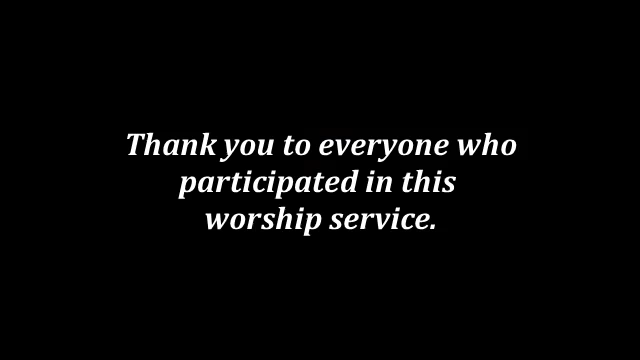 Thank you to everyone who
participated in this
worship service.